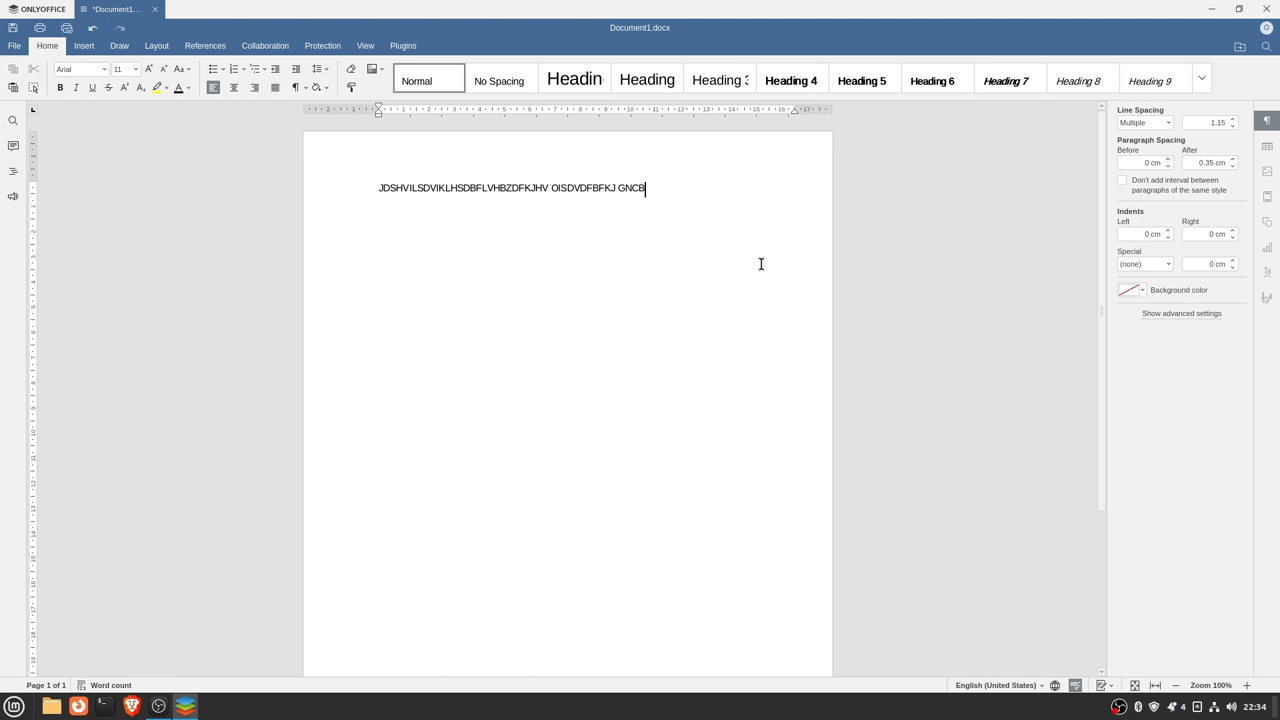 ONLYOFFICE
*Document1....
Document1.docx
File Home Insert Draw Layout References Collaboration Protection View Plugins
Arial 11
Normal No Spacing Headin Heading Heading Heading 4 Heading 5 Heading 6 Heading 7 Heading 8 Heading 9
JDSHVILSDVIKLHSDBFLVHBZDFKJHV OISDVDFBFKJ GNCB
Line Spacing
Multiple 1.15
Paragraph Spacing
Before After
0 cm 0.35 cm
Don't add interval between
paragraphs of the same style
Indents
Left Right
0 cm 0 cm
Special
(none) 0 cm
Background color
Show advanced settings
Page 1 of 1 Word count English (United States) Zoom 100%
4 22:34